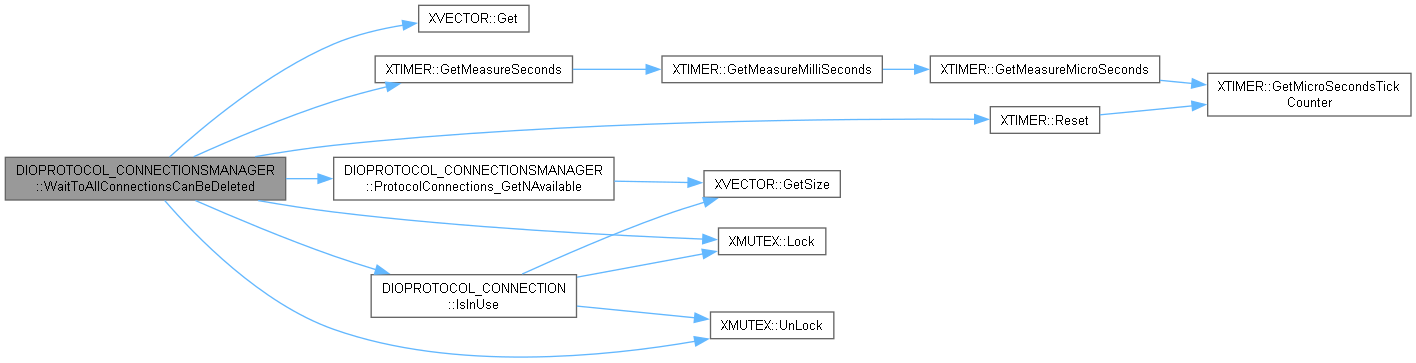 XVECTOR::Get
XTIMER::GetMeasureSeconds
XTIMER::GetMeasureMilliSeconds
XTIMER::GetMeasureMicroSeconds
XTIMER::GetMicroSecondsTick
Counter
XTIMER::Reset
DIOPROTOCOL_CONNECTIONSMANAGER
::WaitToAllConnectionsCanBeDeleted
DIOPROTOCOL_CONNECTIONSMANAGER
::ProtocolConnections_GetNAvailable
XVECTOR::GetSize
XMUTEX::Lock
DIOPROTOCOL_CONNECTION
::IsInUse
XMUTEX::UnLock